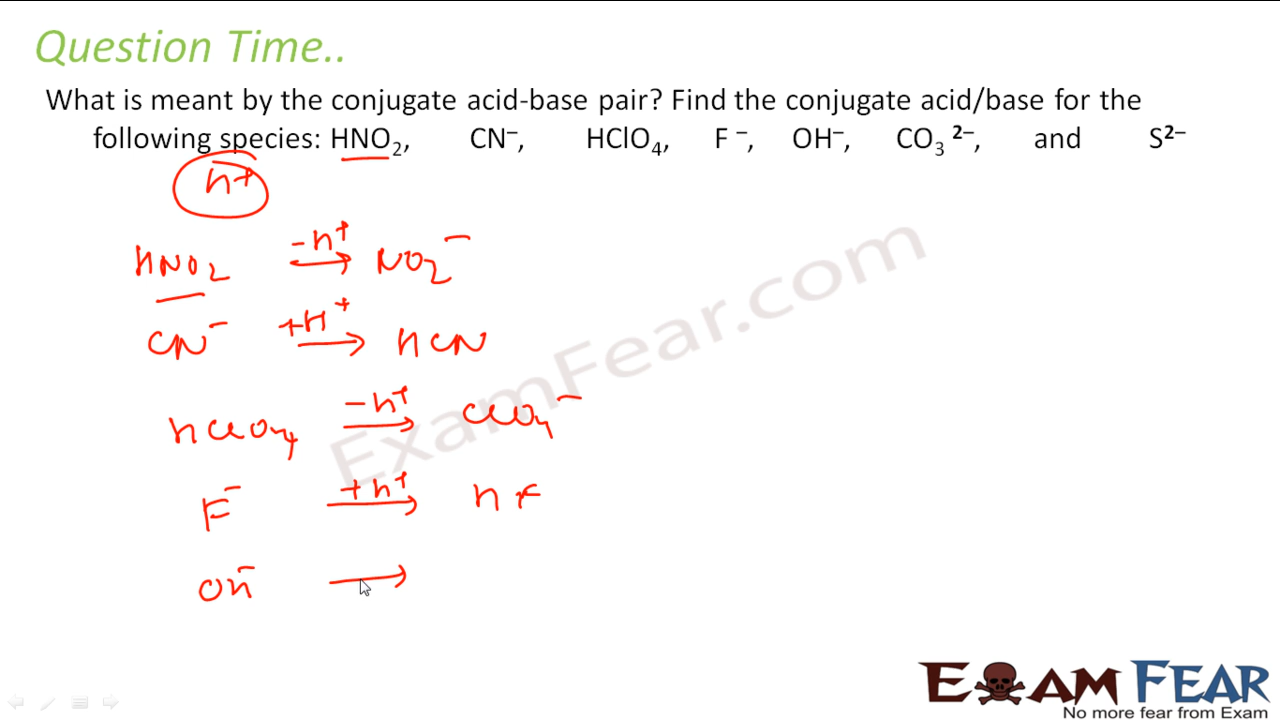 Question Time..
What is meant by the conjugate acid-base pair? Find the conjugate acid/base for the
following species: HNO₂, CN⁻, HClO₄, F⁻, OH⁻, CO₃²⁻, and S²⁻
h+
hNO2 -h+ → NO2⁻
CN⁻ +H+ → hCN
hClO4 -h+ → ClO4⁻
F⁻ +h+ → hF
Oh⁻ →
ExamFear.com
EXAM FEAR
No more fear from Exam